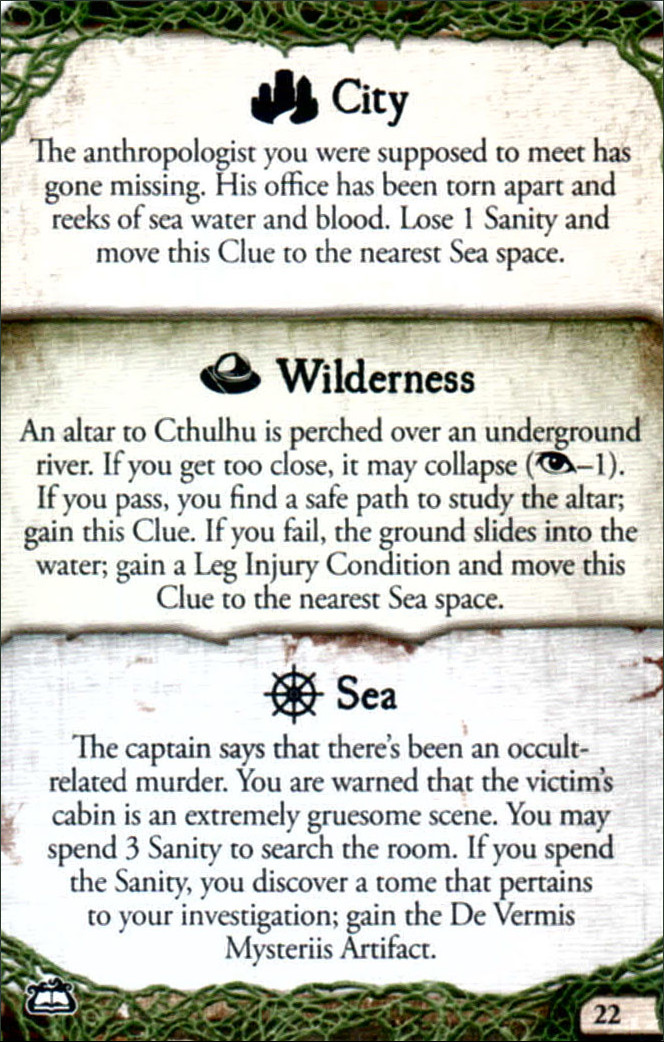 City
The anthropologist you were supposed to meet has
gone missing. His office has been torn apart and
reeks of sea water and blood. Lose 1 Sanity and
move this Clue to the nearest Sea space.
Wilderness
An altar to Cthulhu is perched over an underground
river. If you get too close, it may collapse (–1).
If you pass, you find a safe path to study the altar;
gain this Clue. If you fail, the ground slides into the
water; gain a Leg Injury Condition and move this
Clue to the nearest Sea space.
Sea
The captain says that there's been an occult-
related murder. You are warned that the victim's
cabin is an extremely gruesome scene. You may
spend 3 Sanity to search the room. If you spend
the Sanity, you discover a tome that pertains
to your investigation; gain the De Vermis
Mysteriis Artifact.
22